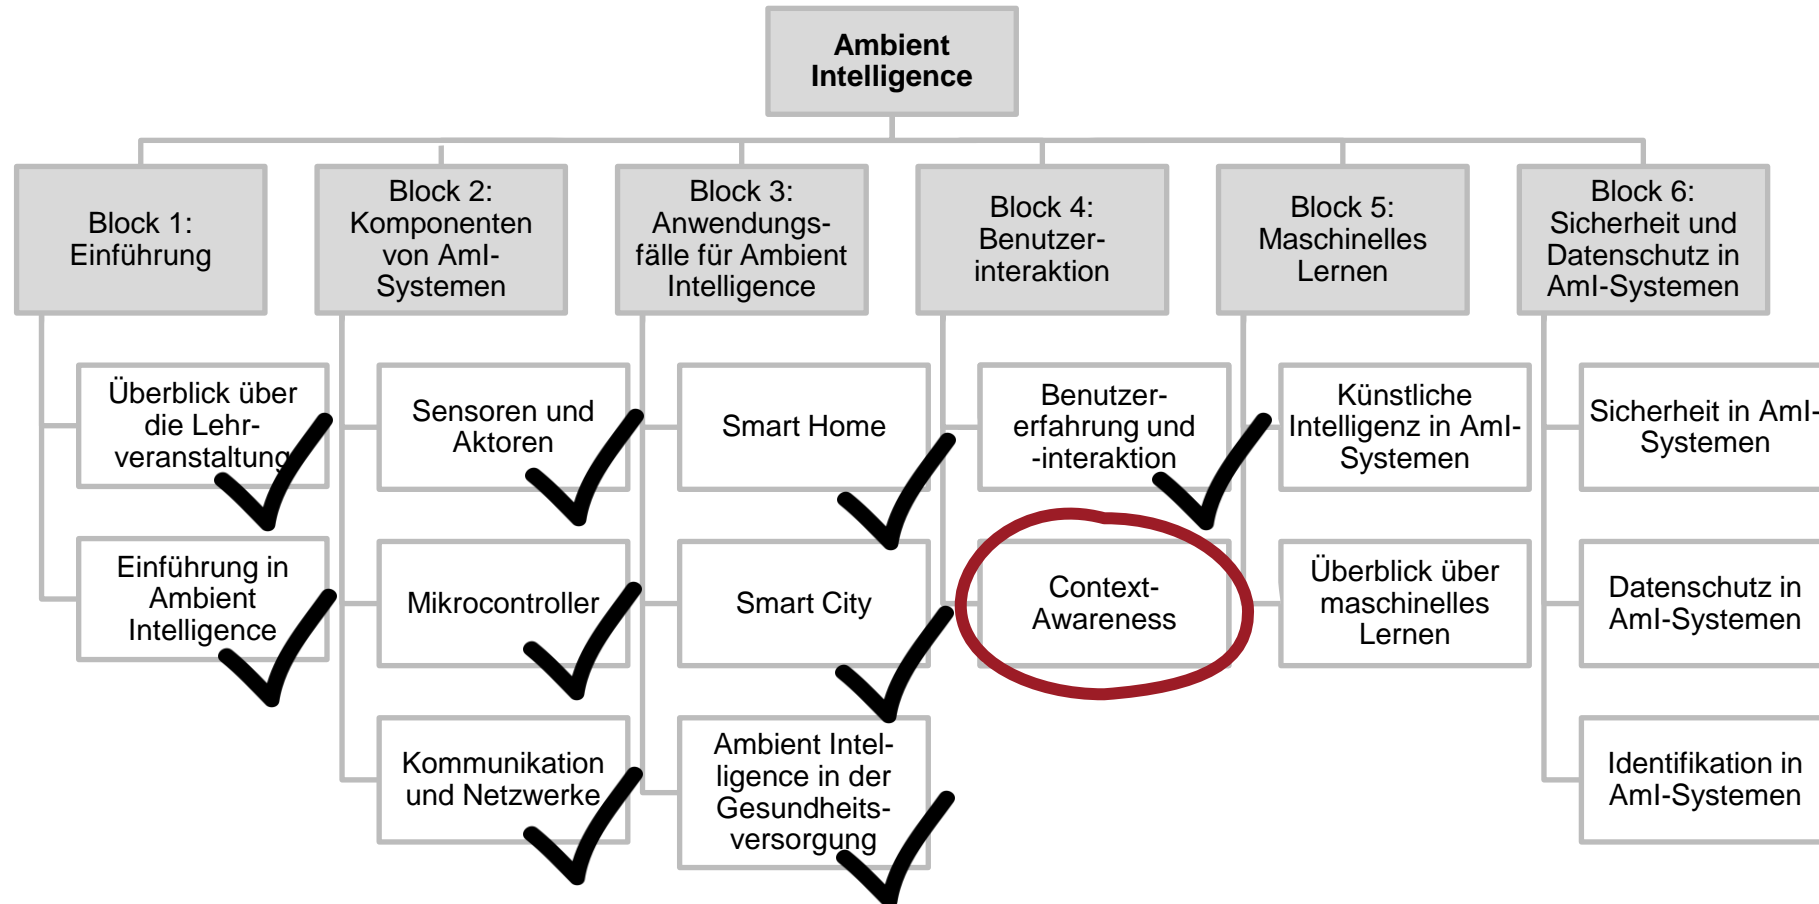 Ambient
Intelligence
Block 1:
Einführung
Block 2:
Komponenten
von AmI-
Systemen
Block 3:
Anwendungs-
fälle für Ambient
Intelligence
Block 4:
Benutzer-
interaktion
Block 5:
Maschinelles
Lernen
Block 6:
Sicherheit und
Datenschutz in
AmI-Systemen
Überblick über
die Lehr-
veranstaltung
Einführung in
Ambient
Intelligence
Sensoren und
Aktoren
Mikrocontroller
Kommunikation
und Netzwerke
Smart Home
Smart City
Ambient Intel-
ligence in der
Gesundheits-
versorgung
Benutzer-
erfahrung und
-interaktion
Context-
Awareness
Künstliche
Intelligenz in AmI-
Systemen
Überblick über
maschinelles
Lernen
Sicherheit in AmI-
Systemen
Datenschutz in
AmI-Systemen
Identifikation in
AmI-Systemen